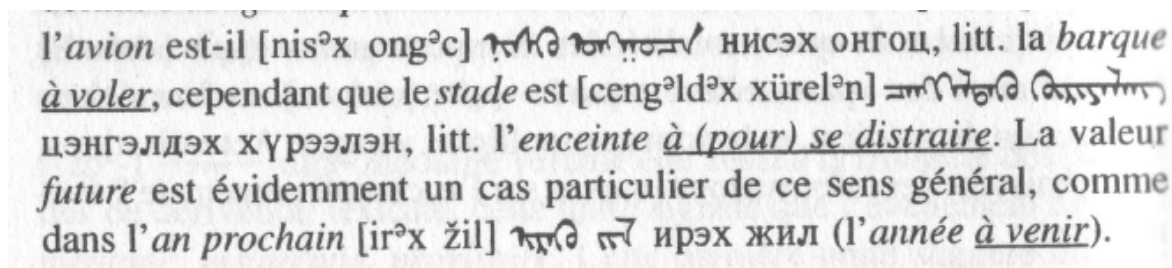 l'avion est-il [nisᵊx ongᵊc] нисэх онгоц, litt. la barque
à voler, cependant que le stade est [cengᵊldᵊx xürelᵊn]
цэнгэлдэх хүрээлэн, litt. l'enceinte à (pour) se distraire. La valeur
future est évidemment un cas particulier de ce sens général, comme
dans l'an prochain [irᵊx žil] ирэх жил (l'année à venir).